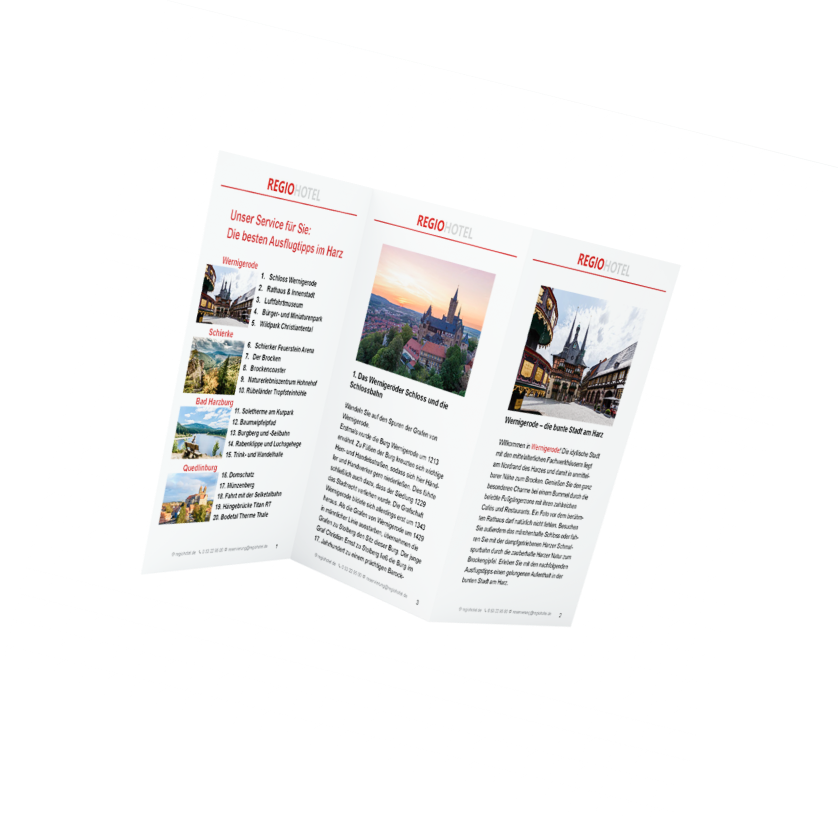 REGIOHOTEL
Unser Service für Sie:
Die besten Ausflugtipps im Harz
Wernigerode
1. Schloss Wernigerode
2. Rathaus & Innenstadt
3. Luftfahrtmuseum
4. Bürger- und Miniaturenpark
5. Wildpark Christiantental
Schierke
6. Schierker Feuerstein Arena
7. Der Brocken
8. Brockencoaster
9. Naturerlebniszentrum Hohnehof
10. Rübeländer Tropfsteinhöhle
Bad Harzburg
11. Soletherme am Kurpark
12. Baumwipfelpfad
13. Burgberg und -Seilbahn
14. Rabenklippe und Luchsgehege
15. Trink- und Wandelhalle
Quedlinburg
16. Domschatz
17. Münzenberg
18. Fahrt mit der Selketalbahn
19. Hängebrücke Titan RT
20. Bodetal Therme Thale
1
REGIOHOTEL
1. Das Wernigeröder Schloss und die
Schlossbahn
Wandeln Sie auf den Spuren der Grafen von
Wernigerode.
Erstmals wurde die Burg Wernigerode um 1213
erwähnt. Zu Füßen der Burg kreuzten sich wichtige
Heer- und Handelsstraßen, sodass sich hier Händ-
ler und Handwerker gern niederließen. Dies führte
schließlich auch dazu, dass der Siedlung 1229
das Stadtrecht verliehen wurde. Die Grafschaft
Wernigerode bildete sich allerdings erst um 1343
heraus. Als die Grafen von Wernigerode um 1429
in männlicher Linie ausstarben, übernahmen die
Grafen zu Stolberg den Sitz dieser Burg. Der junge
Graf Christian Ernst zu Stolberg ließ die Burg im
17. Jahrhundert zu einem prächtigen Barock-
3
REGIOHOTEL
Wernigerode – die bunte Stadt am Harz
Willkommen in Wernigerode! Die idyllische Stadt
mit den mittelalterlichen Fachwerkhäusern liegt
am Nordrand des Harzes und damit in unmittel-
barer Nähe zum Brocken. Genießen Sie den ganz
besonderen Charme bei einem Bummel durch die
beliebte Fußgängerzone mit ihren zahlreichen
Cafés und Restaurants. Ein Foto vor dem berühm-
ten Rathaus darf natürlich nicht fehlen. Besuchen
Sie außerdem das märchenhafte Schloss oder fah-
ren Sie mit der dampfgetriebenen Harzer Schmal-
spurbahn durch die zauberhafte Harzer Natur zum
Brockengipfel. Erleben Sie mit den nachfolgenden
Ausflugstipps einen gelungenen Aufenthalt in der
bunten Stadt am Harz.
2